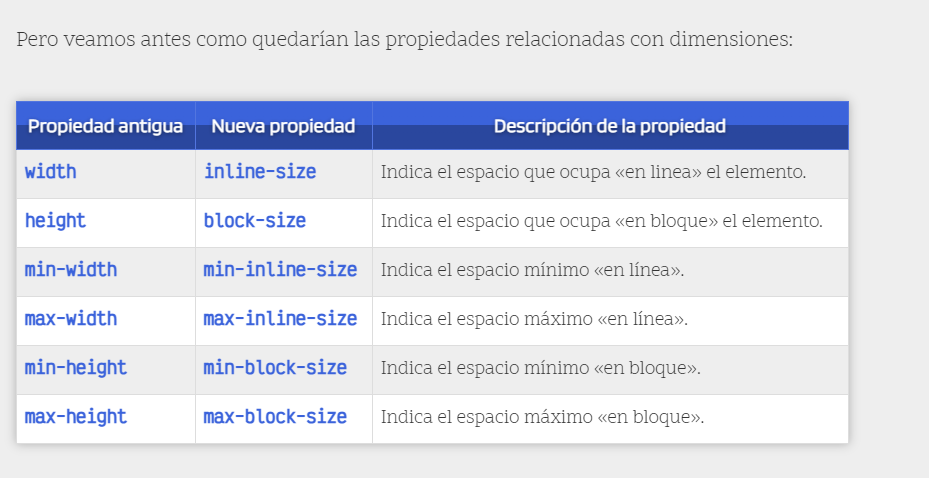 Pero veamos antes como quedarían las propiedades relacionadas con dimensiones:
Propiedad antigua Nueva propiedad Descripción de la propiedad
width inline-size Indica el espacio que ocupa «en linea» el elemento.
height block-size Indica el espacio que ocupa «en bloque» el elemento.
min-width min-inline-size Indica el espacio mínimo «en línea».
max-width max-inline-size Indica el espacio máximo «en línea».
min-height min-block-size Indica el espacio mínimo «en bloque».
max-height max-block-size Indica el espacio máximo «en bloque».